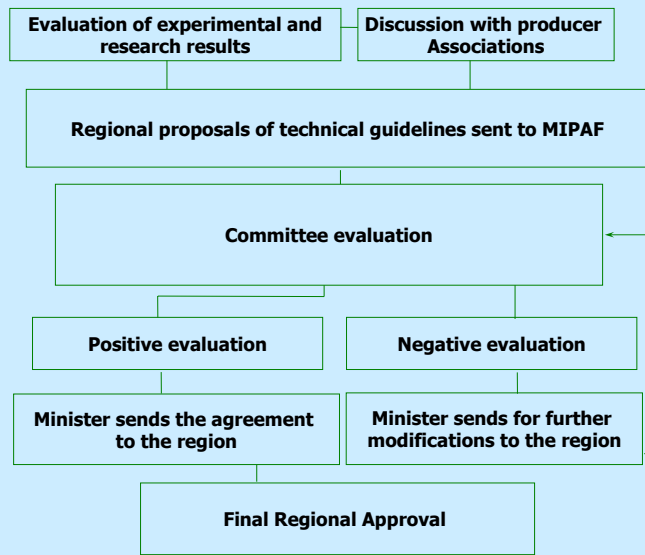 Evaluation of experimental and
research results
Discussion with producer
Associations
Regional proposals of technical guidelines sent to MIPAF
Committee evaluation
Positive evaluation
Negative evaluation
Minister sends the agreement
to the region
Minister sends for further
modifications to the region
Final Regional Approval